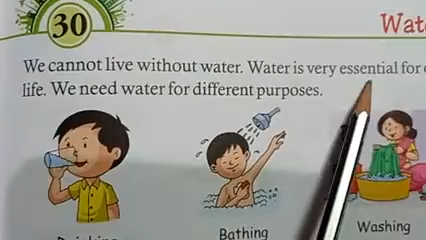 30
We cannot live without water. Water is very essential for
life. We need water for different purposes.
Bathing
Washing